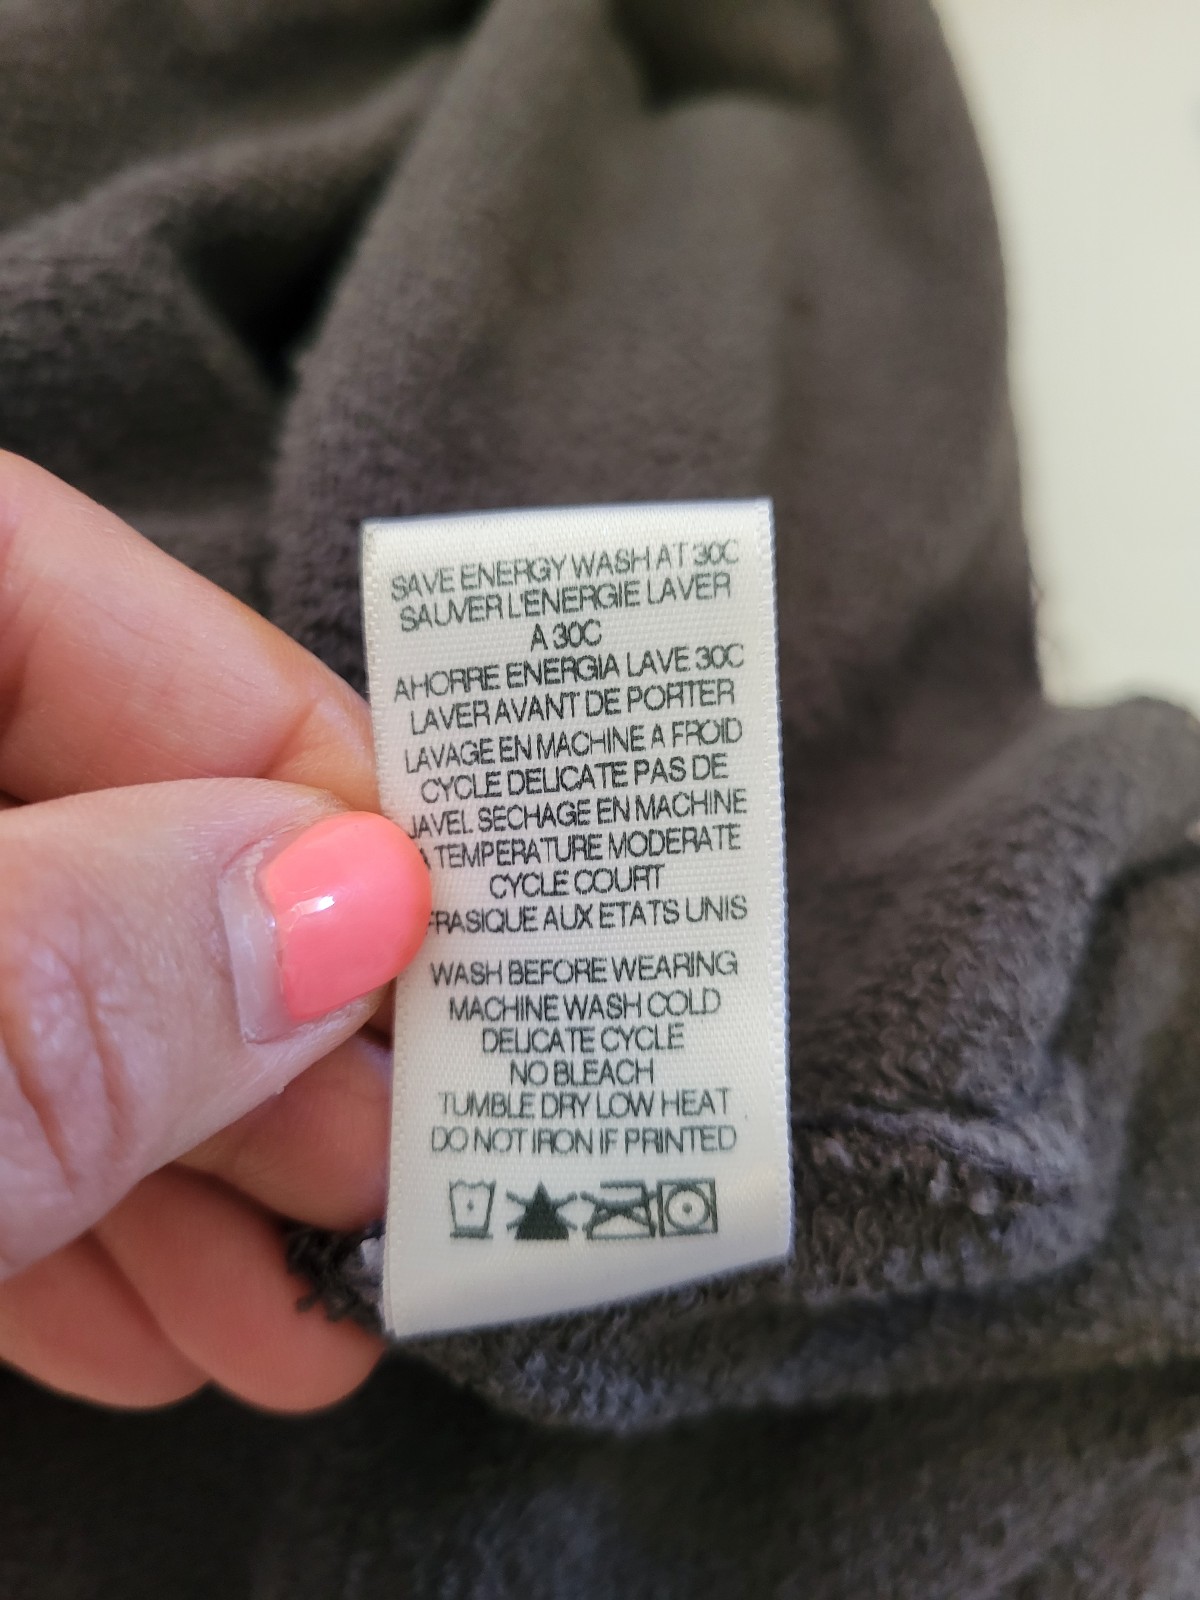 SAVE ENERGY WASH AT 30C
SAUVER L'ENERGIE LAVER
A 30C
AHORRE ENERGIA LAVE 30C
LAVER AVANT DE PORTER
LAVAGE EN MACHINE A FROID
CYCLE DELICATE PAS DE
JAVEL SECHAGE EN MACHINE
A TEMPERATURE MODERATE
CYCLE COURT
FRASIQUE AUX ETATS UNIS
WASH BEFORE WEARING
MACHINE WASH COLD
DELICATE CYCLE
NO BLEACH
TUMBLE DRY LOW HEAT
DO NOT IRON IF PRINTED